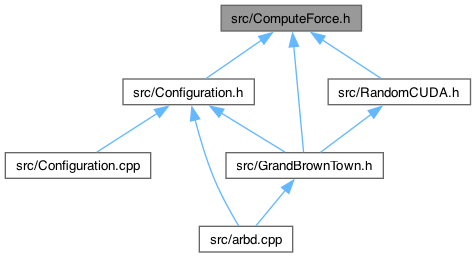 src/ComputeForce.h
src/Configuration.h
src/RandomCUDA.h
src/Configuration.cpp
src/GrandBrownTown.h
src/arbd.cpp